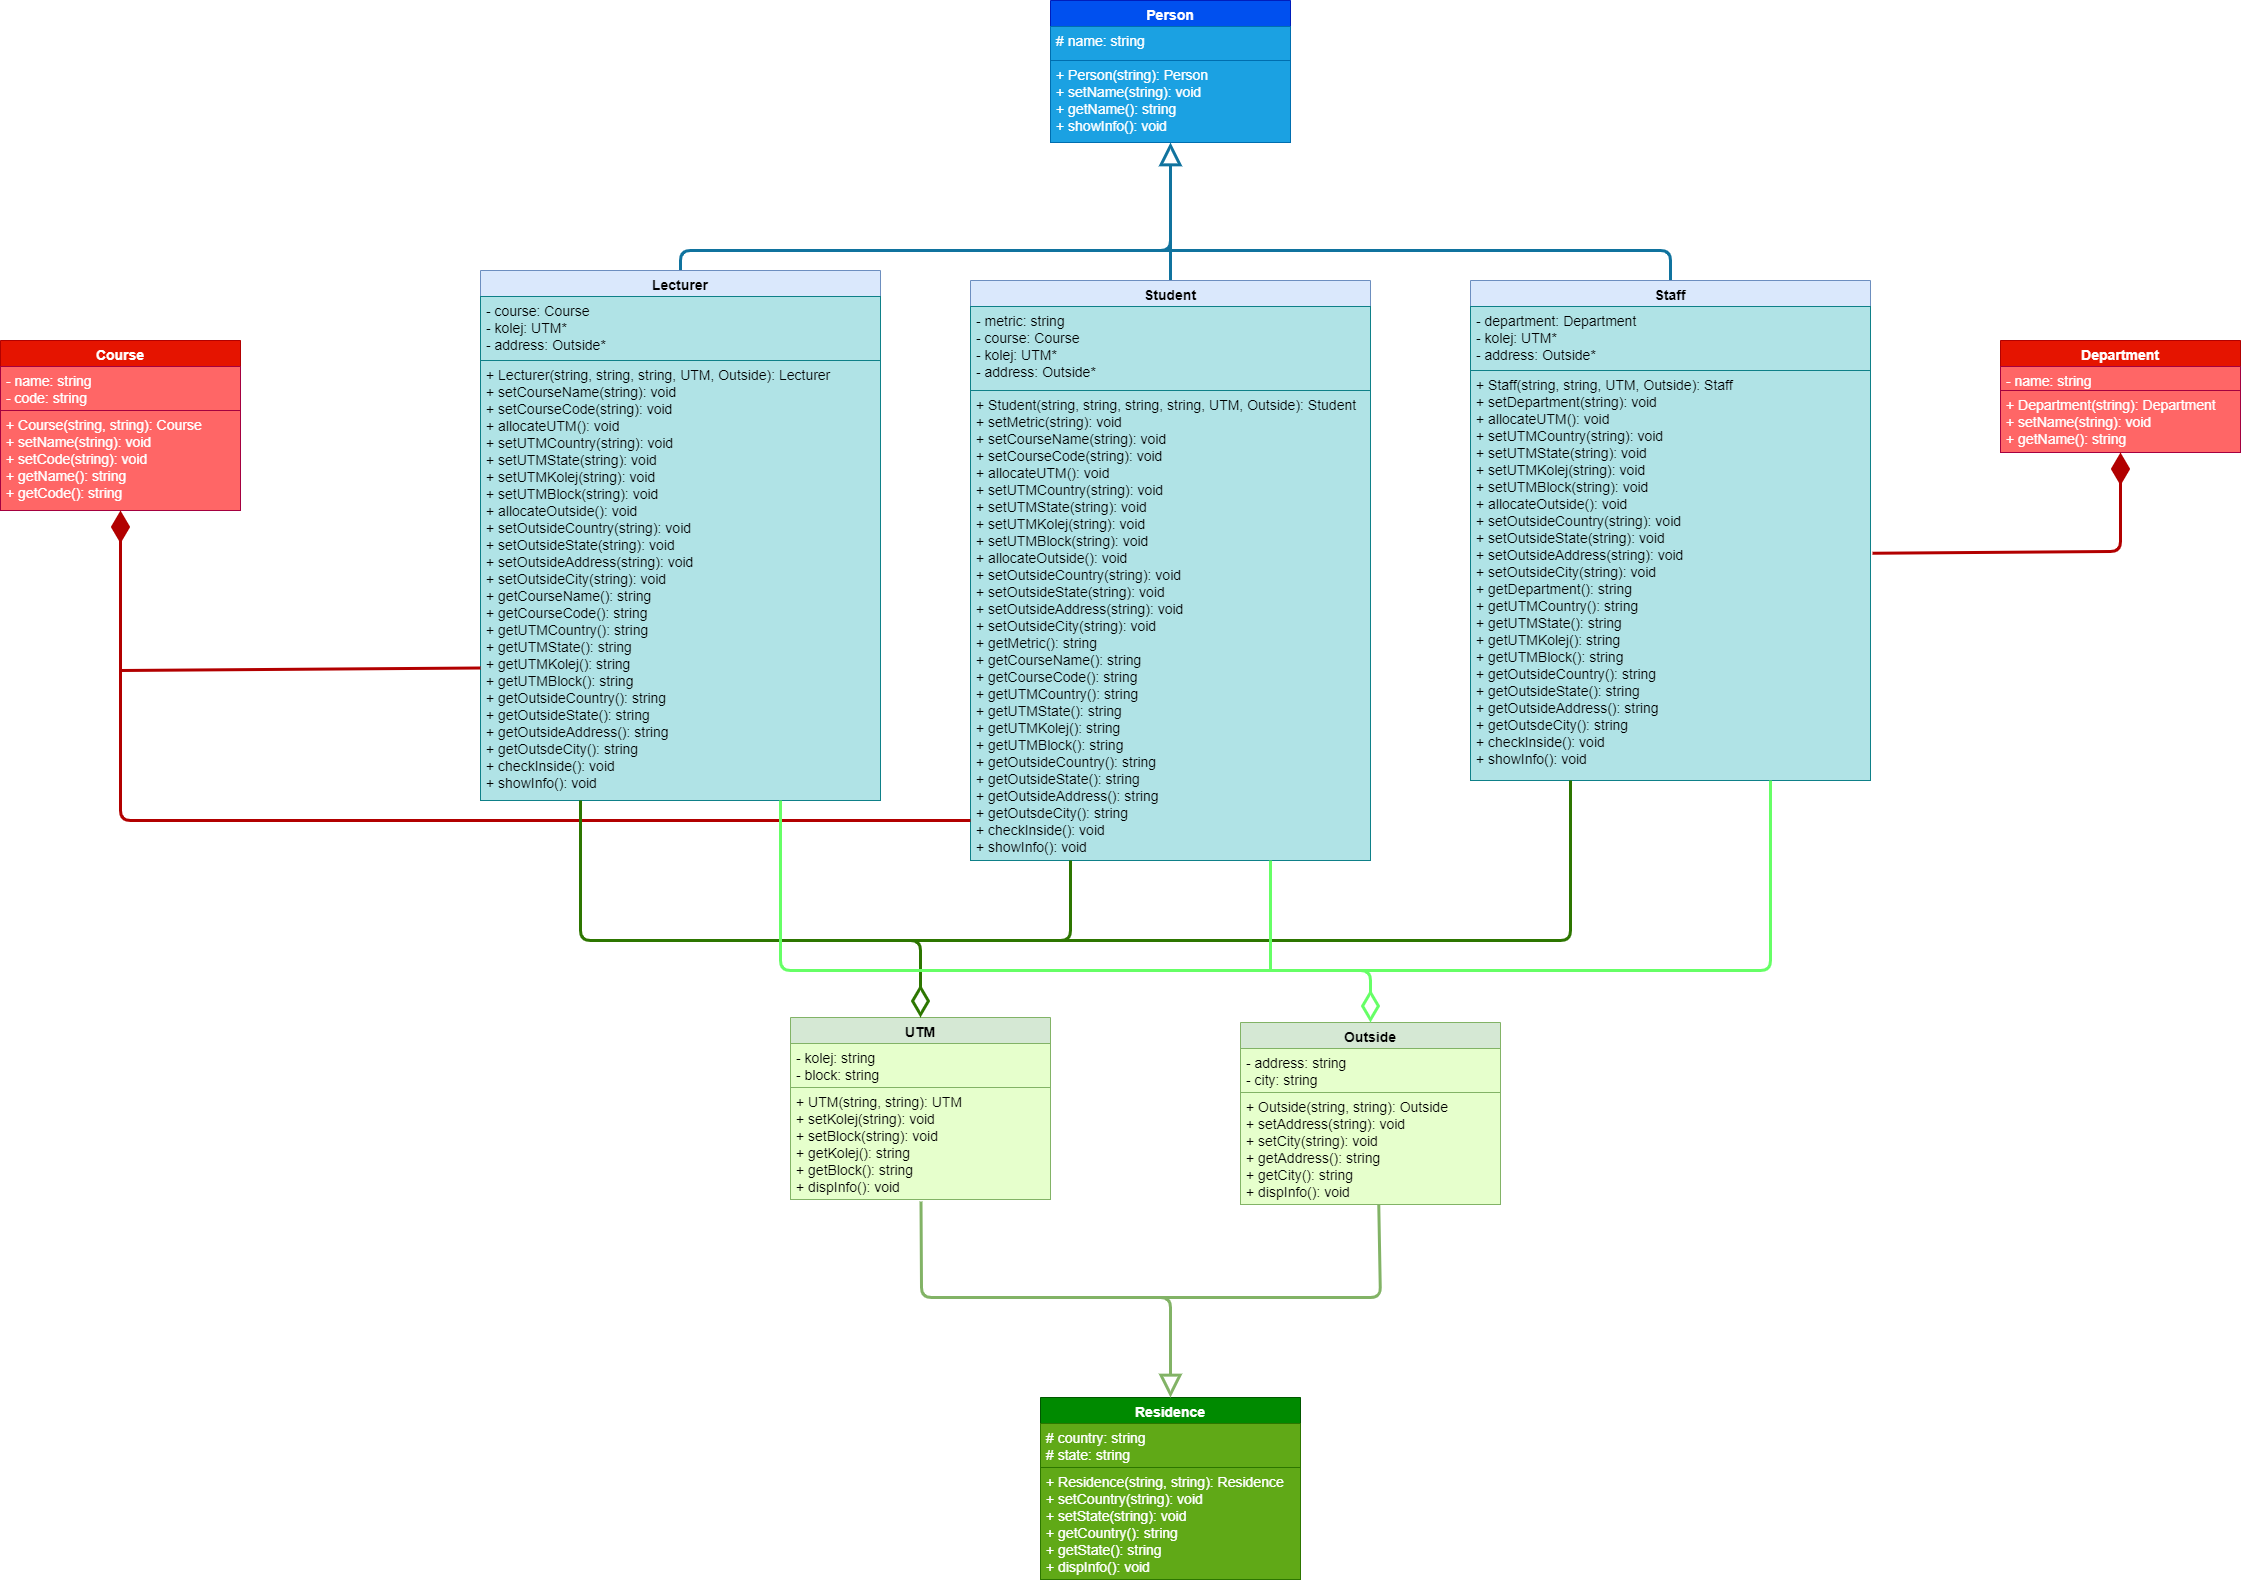 Person
# name: string
+ Person(string): Person
+ setName(string): void
+ getName(): string
+ showInfo(): void
Lecturer
- course: Course
- kolej: UTM*
- address: Outside*
+ Lecturer(string, string, string, UTM, Outside): Lecturer
+ setCourseName(string): void
+ setCourseCode(string): void
+ allocateUTM(): void
+ setUTMCountry(string): void
+ setUTMState(string): void
+ setUTMKolej(string): void
+ setUTMBlock(string): void
+ allocateOutside(): void
+ setOutsideCountry(string): void
+ setOutsideState(string): void
+ setOutsideAddress(string): void
+ setOutsideCity(string): void
+ getCourseName(): string
+ getCourseCode(): string
+ getUTMCountry(): string
+ getUTMState(): string
+ getUTMKolej(): string
+ getUTMBlock(): string
+ getOutsideCountry(): string
+ getOutsideState(): string
+ getOutsideAddress(): string
+ getOutsdeCity(): string
+ checkInside(): void
+ showInfo(): void
Student
- metric: string
- course: Course
- kolej: UTM*
- address: Outside*
+ Student(string, string, string, string, UTM, Outside): Student
+ setMetric(string): void
+ setCourseName(string): void
+ setCourseCode(string): void
+ allocateUTM(): void
+ setUTMCountry(string): void
+ setUTMState(string): void
+ setUTMKolej(string): void
+ setUTMBlock(string): void
+ allocateOutside(): void
+ setOutsideCountry(string): void
+ setOutsideState(string): void
+ setOutsideAddress(string): void
+ setOutsideCity(string): void
+ getMetric(): string
+ getCourseName(): string
+ getCourseCode(): string
+ getUTMCountry(): string
+ getUTMState(): string
+ getUTMKolej(): string
+ getUTMBlock(): string
+ getOutsideCountry(): string
+ getOutsideState(): string
+ getOutsideAddress(): string
+ getOutsdeCity(): string
+ checkInside(): void
+ showInfo(): void
Staff
- department: Department
- kolej: UTM*
- address: Outside*
+ Staff(string, string, UTM, Outside): Staff
+ setDepartment(string): void
+ allocateUTM(): void
+ setUTMCountry(string): void
+ setUTMState(string): void
+ setUTMKolej(string): void
+ setUTMBlock(string): void
+ allocateOutside(): void
+ setOutsideCountry(string): void
+ setOutsideState(string): void
+ setOutsideAddress(string): void
+ setOutsideCity(string): void
+ getDepartment(): string
+ getUTMCountry(): string
+ getUTMState(): string
+ getUTMKolej(): string
+ getUTMBlock(): string
+ getOutsideCountry(): string
+ getOutsideState(): string
+ getOutsideAddress(): string
+ getOutsdeCity(): string
+ checkInside(): void
+ showInfo(): void
Course
- name: string
- code: string
+ Course(string, string): Course
+ setName(string): void
+ setCode(string): void
+ getName(): string
+ getCode(): string
Department
- name: string
+ Department(string): Department
+ setName(string): void
+ getName(): string
UTM
- kolej: string
- block: string
+ UTM(string, string): UTM
+ setKolej(string): void
+ setBlock(string): void
+ getKolej(): string
+ getBlock(): string
+ dispInfo(): void
Outside
- address: string
- city: string
+ Outside(string, string): Outside
+ setAddress(string): void
+ setCity(string): void
+ getAddress(): string
+ getCity(): string
+ dispInfo(): void
Residence
# country: string
# state: string
+ Residence(string, string): Residence
+ setCountry(string): void
+ setState(string): void
+ getCountry(): string
+ getState(): string
+ dispInfo(): void